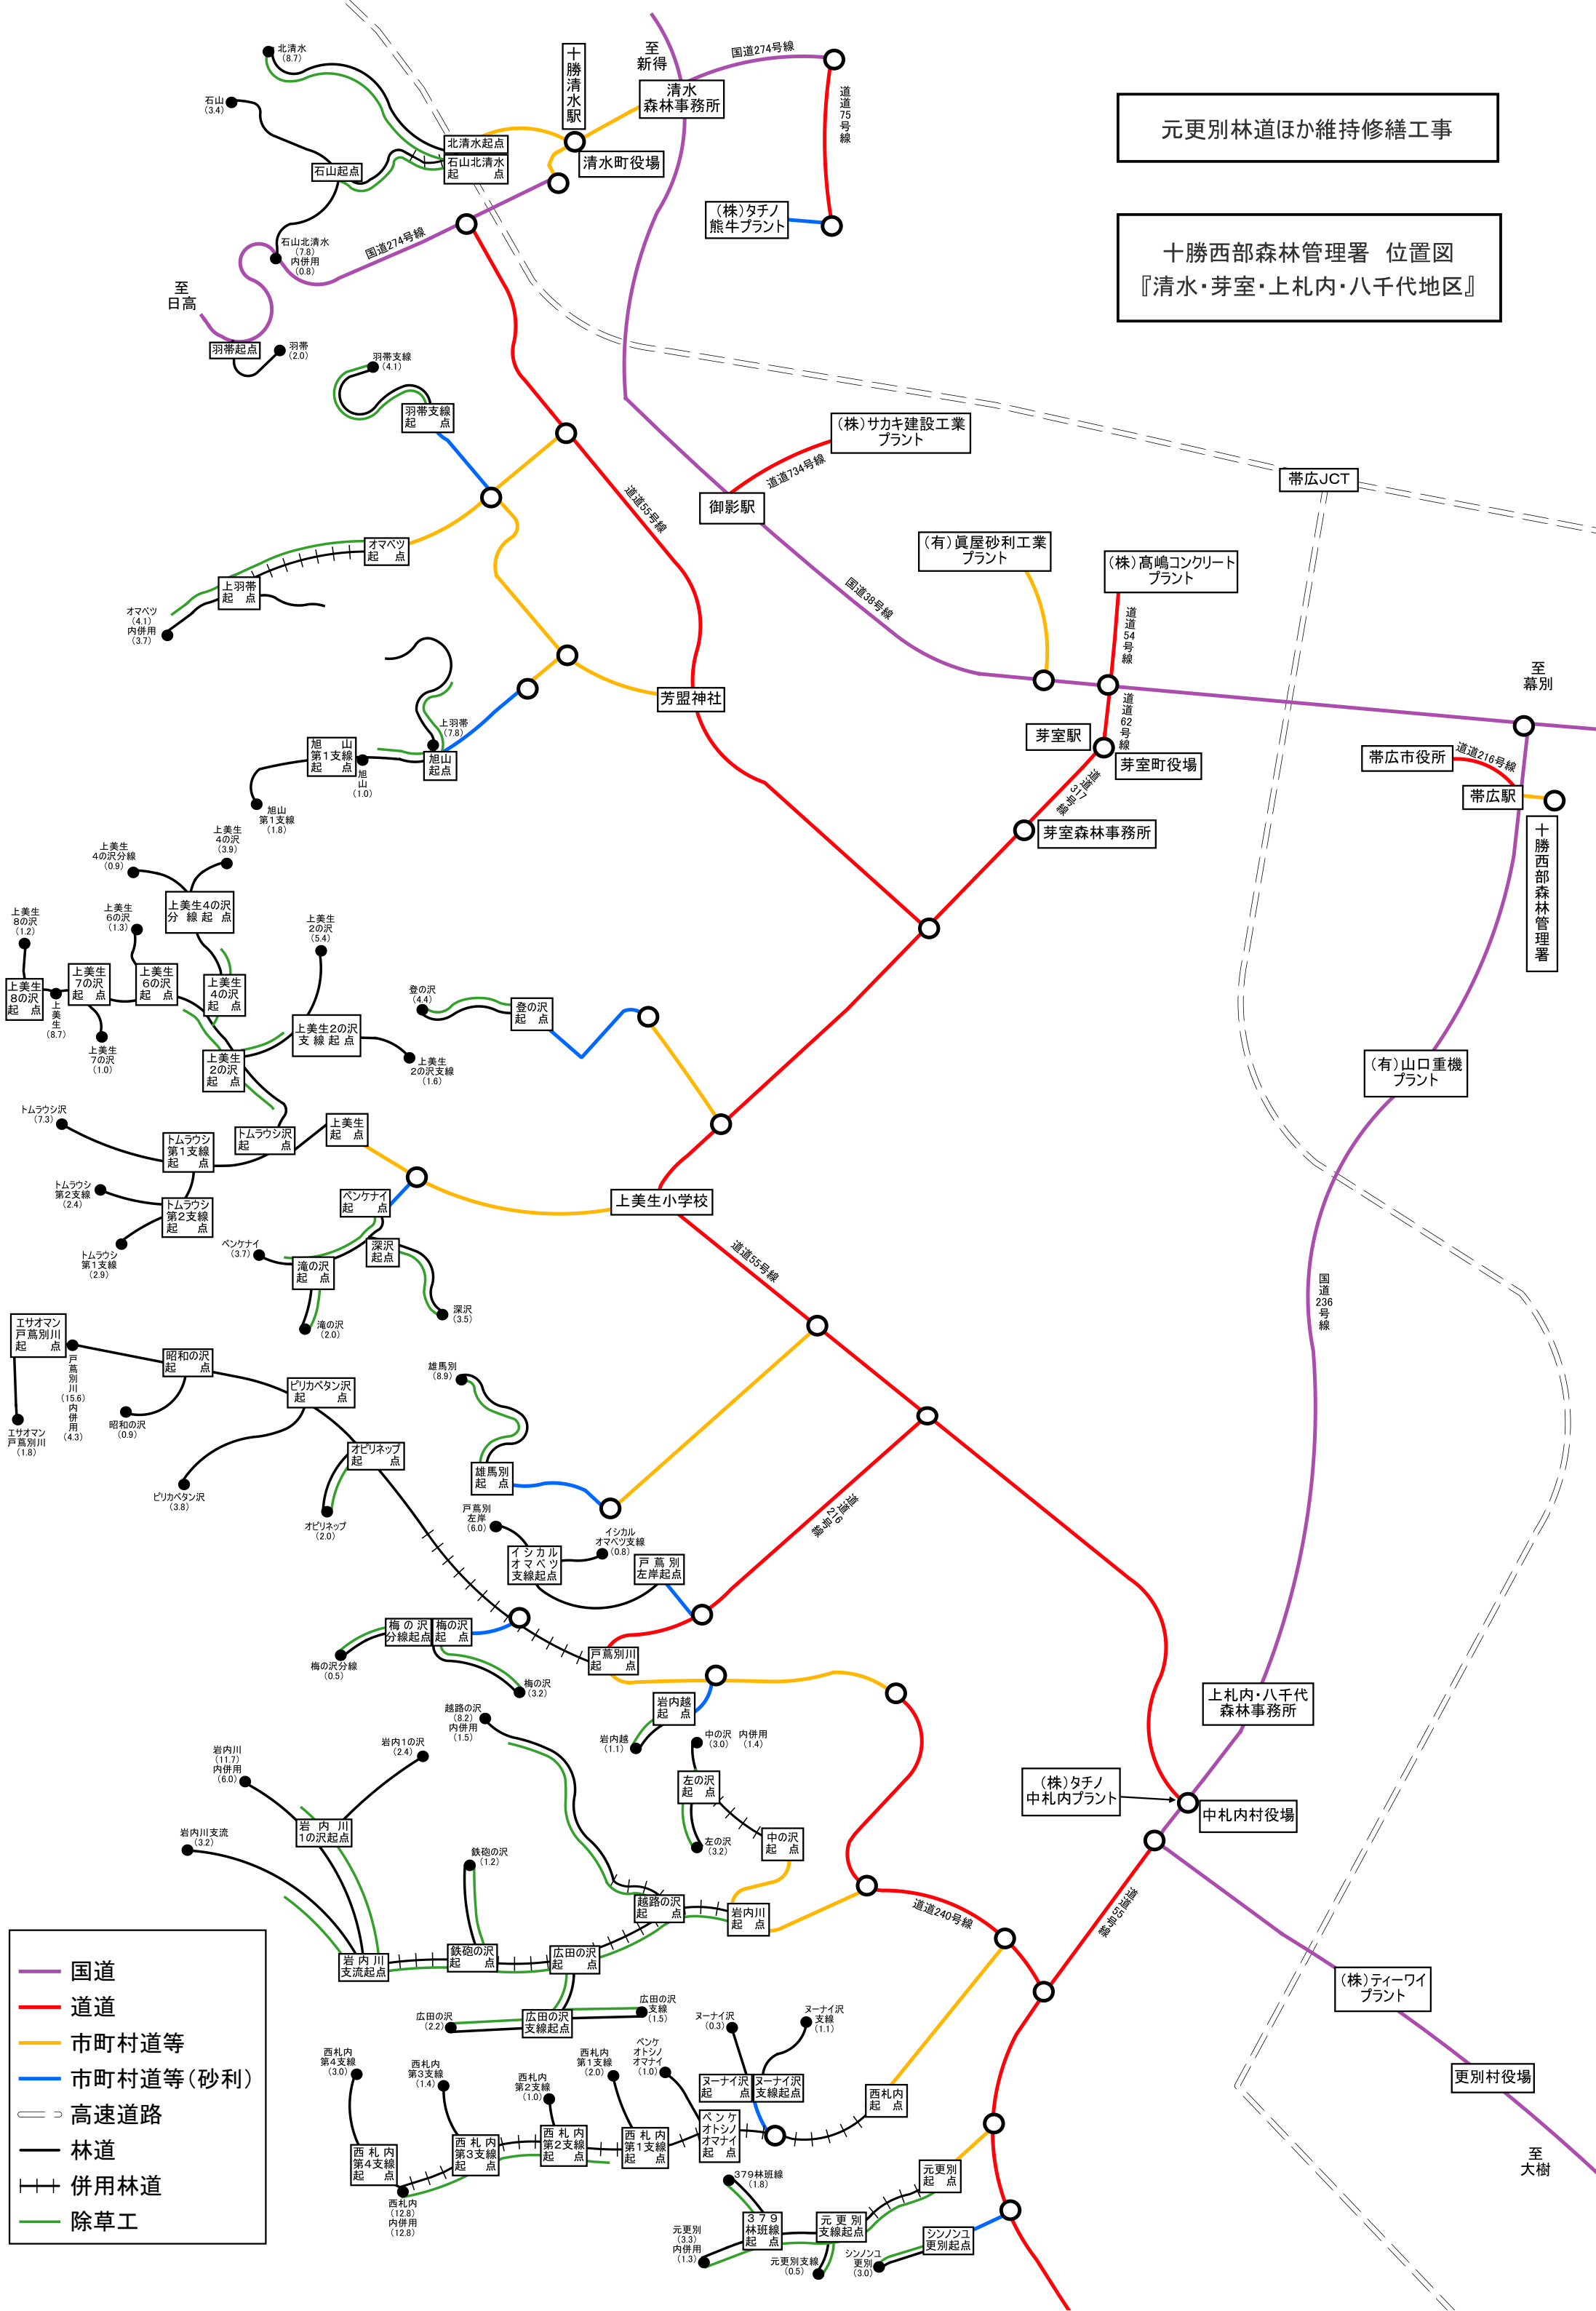 元更別林道ほか維持修繕工事
十勝西部森林管理署　位置図
『清水・芽室・上札内・八千代地区』
至
新得
国道274号線
道道75号線
十勝清水駅
清水
森林事務所
清水町役場
(株)タチノ
熊牛プラント
北清水
(8.7)
石山
(3.4)
北清水起点
石山北清水
起　点
石山起点
石山北清水
(7.8)
内併用
(0.8)
国道274号線
至
日高
羽帯起点
羽帯
(2.0)
羽帯支線
(4.1)
羽帯支線
起　点
(株)サカキ建設工業
プラント
道道734号線
御影駅
道道55号線
帯広JCT
オマベツ
起　点
上羽帯
起　点
オマベツ
(4.1)
内併用
(3.7)
(有)眞屋砂利工業
プラント
(株)髙嶋コンクリート
プラント
国道38号線
道道54号線
道道62号線
至
幕別
芳盟神社
芽室駅
芽室町役場
帯広市役所
道道216号線
帯広駅
十勝西部森林管理署
上羽帯
(7.8)
旭山
起点
旭　山
第1支線
起　点
旭山
(1.0)
旭山
第1支線
(1.8)
道道317号線
芽室森林事務所
上美生
4の沢
(3.9)
上美生
4の沢分線
(0.9)
上美生4の沢
分 線 起 点
上美生
8の沢
(1.2)
上美生
6の沢
(1.3)
上美生
2の沢
(5.4)
上美生
8の沢
起　点
上美生
(8.7)
上美生
7の沢
起　点
上美生
6の沢
起　点
上美生
4の沢
起　点
上美生
7の沢
(1.0)
上美生
2の沢
起　点
上美生2の沢
支 線 起 点
上美生
2の沢支線
(1.6)
登の沢
(4.4)
登の沢
起　点
(有)山口重機
プラント
トムラウシ沢
(7.3)
トムラウシ
第1支線
起　点
トムラウシ沢
起　点
上美生
起　点
トムラウシ
第2支線
(2.4)
トムラウシ
第2支線
起　点
トムラウシ
第1支線
(2.9)
ペンケナイ
起　点
ペンケナイ
(3.7)
深沢
起点
滝の沢
起　点
滝の沢
(2.0)
深沢
(3.5)
上美生小学校
道道55号線
国道236号線
エサオマン
戸蔦別川
起　点
戸蔦別川
(15.6)
内併用
(4.3)
エサオマン
戸蔦別川
(1.8)
昭和の沢
起　点
昭和の沢
(0.9)
ピリカペタン沢
起　点
ピリカペタン沢
(3.8)
オピリネップ
起　点
オピリネップ
(2.0)
雄馬別
(8.9)
雄馬別
起　点
道道216号線
戸蔦別
左岸
(6.0)
イシカル
オマベツ支線
(0.8)
イシカル
オマベツ
支線起点
戸 蔦 別
左岸起点
梅 の 沢
分線起点
梅の沢
起　点
梅の沢分線
(0.5)
梅の沢
(3.2)
戸蔦別川
起　点
越路の沢
(8.2)
内併用
(1.5)
岩内越
起　点
岩内越
(1.1)
中の沢
(3.0)
内併用
(1.4)
左の沢
起　点
左の沢
(3.2)
中の沢
起　点
上札内・八千代
森林事務所
(株)タチノ
中札内プラント
中札内村役場
岩内川
(11.7)
内併用
(6.0)
岩内1の沢
(2.4)
岩 内 川
1の沢起点
岩内川支流
(3.2)
鉄砲の沢
(1.2)
越路の沢
起　点
岩内川
起　点
道道240号線
道道55号線
岩 内 川
支流起点
鉄砲の沢
起　点
広田の沢
起　点
広田の沢
(2.2)
広田の沢
支線起点
広田の沢
支線
(1.5)
(株)ティーワイ
プラント
更別村役場
至
大樹
西札内
第4支線
(3.0)
西札内
第3支線
(1.4)
西札内
第2支線
(1.0)
西札内
第1支線
(2.0)
ペンケ
オトシノ
オマナイ
(1.0)
ヌーナイ沢
(0.3)
ヌーナイ沢
支線
(1.1)
ヌーナイ沢
起　点
ヌーナイ沢
支線起点
西札内
起　点
西 札 内
第4支線
起　点
西 札 内
第3支線
起　点
西 札 内
第2支線
起　点
西 札 内
第1支線
起　点
ペンケ
オトシノ
オマナイ
起　点
西札内
(12.8)
内併用
(12.8)
379林班線
(1.8)
元更別
起　点
３７９
林班線
起　点
元 更 別
支線起点
元更別
(3.3)
内併用
(1.3)
元更別支線
(0.5)
シンノンユ
更別
(3.0)
シンノンユ
更別起点
国道
道道
市町村道等
市町村道等(砂利)
高速道路
林道
併用林道
除草工